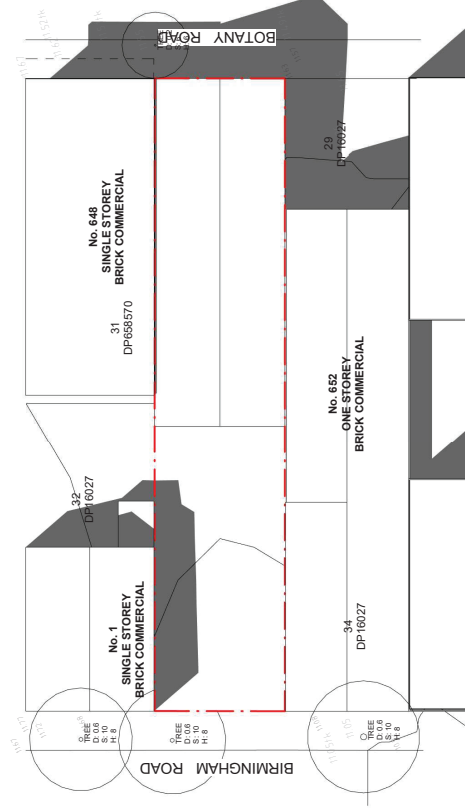 BOTANY ROAD
No. 648
SINGLE STOREY
BRICK COMMERCIAL
31
DP658570
29
DP16027
No. 652
ONE STOREY
BRICK COMMERCIAL
32
DP16027
No. 1
SINGLE STOREY
BRICK COMMERCIAL
34
DP16027
TREE
D: 0.6
S: 10
H: 8
TREE
D: 0.6
S: 10
H: 8
TREE
D: 0.6
S: 10
H: 8
BIRMINGHAM ROAD